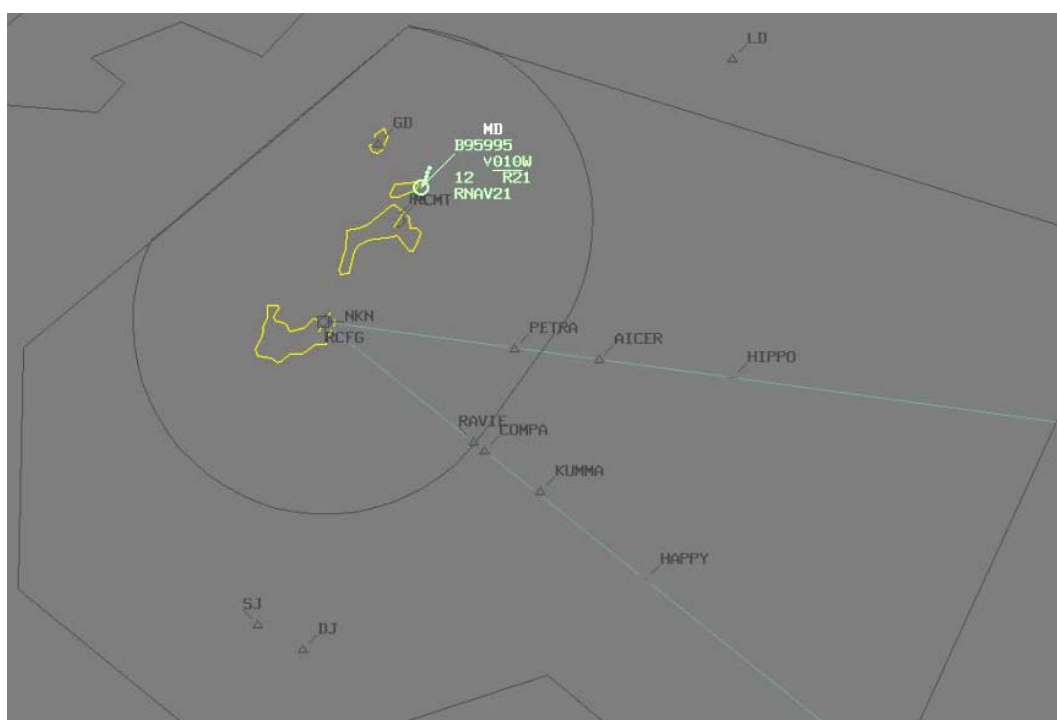 LD
GD
MD
B95995
v010W
12 R21
RNAV21
RCMT
NKN
RCFG
PETRA
AICER
HIPPO
RAVIE
COMPA
KUMMA
HAPPY
SJ
DJ